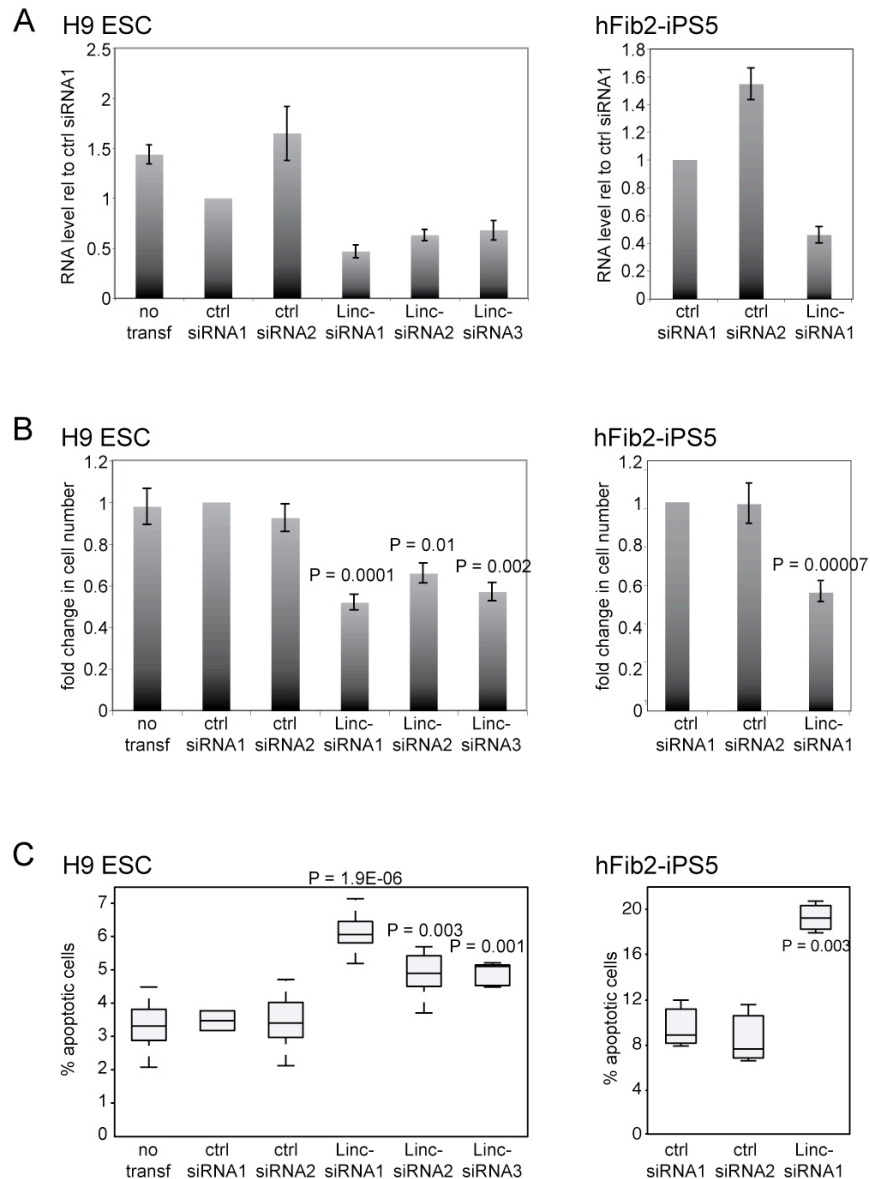 A
H9 ESC
hFib2-iPS5
RNA level rel to ctrl siRNA1
2.5
2
1.5
1
0.5
0
no transf
ctrl siRNA1
ctrl siRNA2
Linc-siRNA1
Linc-siRNA2
Linc-siRNA3
RNA level rel to ctrl siRNA1
1.8
1.6
1.4
1.2
1
0.8
0.6
0.4
0.2
0
ctrl siRNA1
ctrl siRNA2
Linc-siRNA1
B
H9 ESC
hFib2-iPS5
fold change in cell number
1.2
1
0.8
0.6
0.4
0.2
0
P = 0.0001
P = 0.01
P = 0.002
no transf
ctrl siRNA1
ctrl siRNA2
Linc-siRNA1
Linc-siRNA2
Linc-siRNA3
fold change in cell number
1.2
1
0.8
0.6
0.4
0.2
0
P = 0.00007
ctrl siRNA1
ctrl siRNA2
Linc-siRNA1
C
H9 ESC
hFib2-iPS5
% apoptotic cells
7
6
5
4
3
2
1
0
P = 1.9E-06
P = 0.003
P = 0.001
no transf
ctrl siRNA1
ctrl siRNA2
Linc-siRNA1
Linc-siRNA2
Linc-siRNA3
% apoptotic cells
20
16
12
8
4
0
P = 0.003
ctrl siRNA1
ctrl siRNA2
Linc-siRNA1